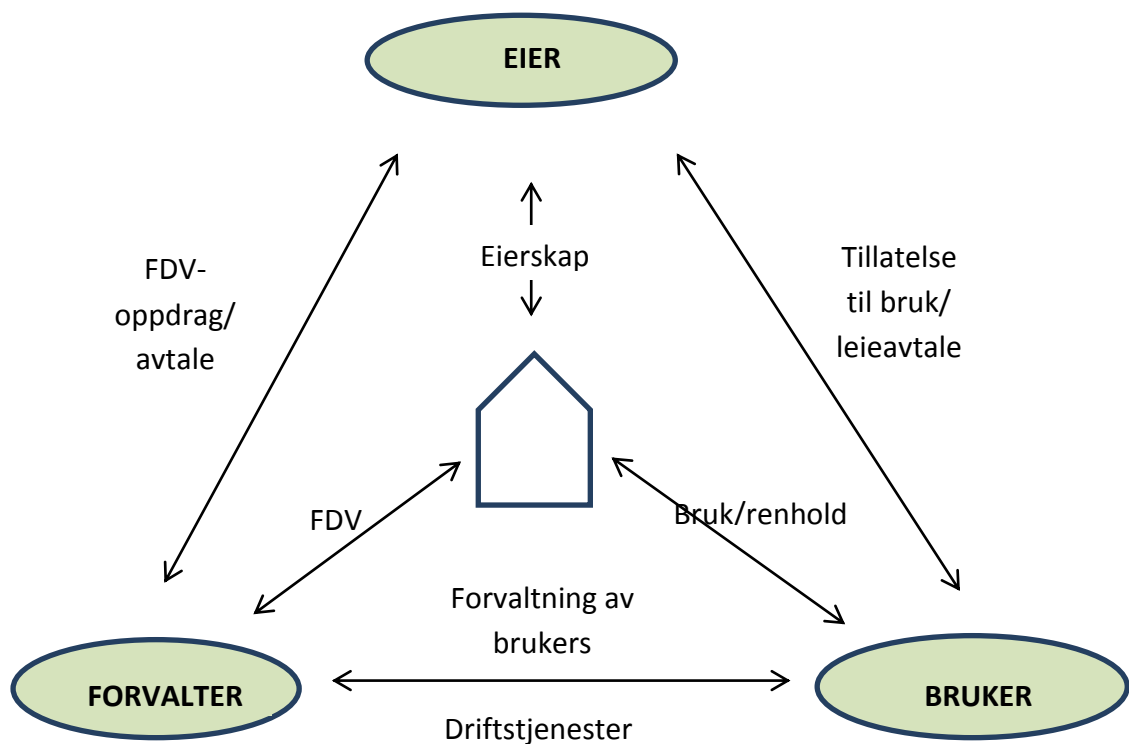 EIER
Eierskap
FDV-
oppdrag/
avtale
Tillatelse
til bruk/
leieavtale
FDV
Bruk/renhold
Forvaltning av
brukers
FORVALTER
BRUKER
Driftstjenester